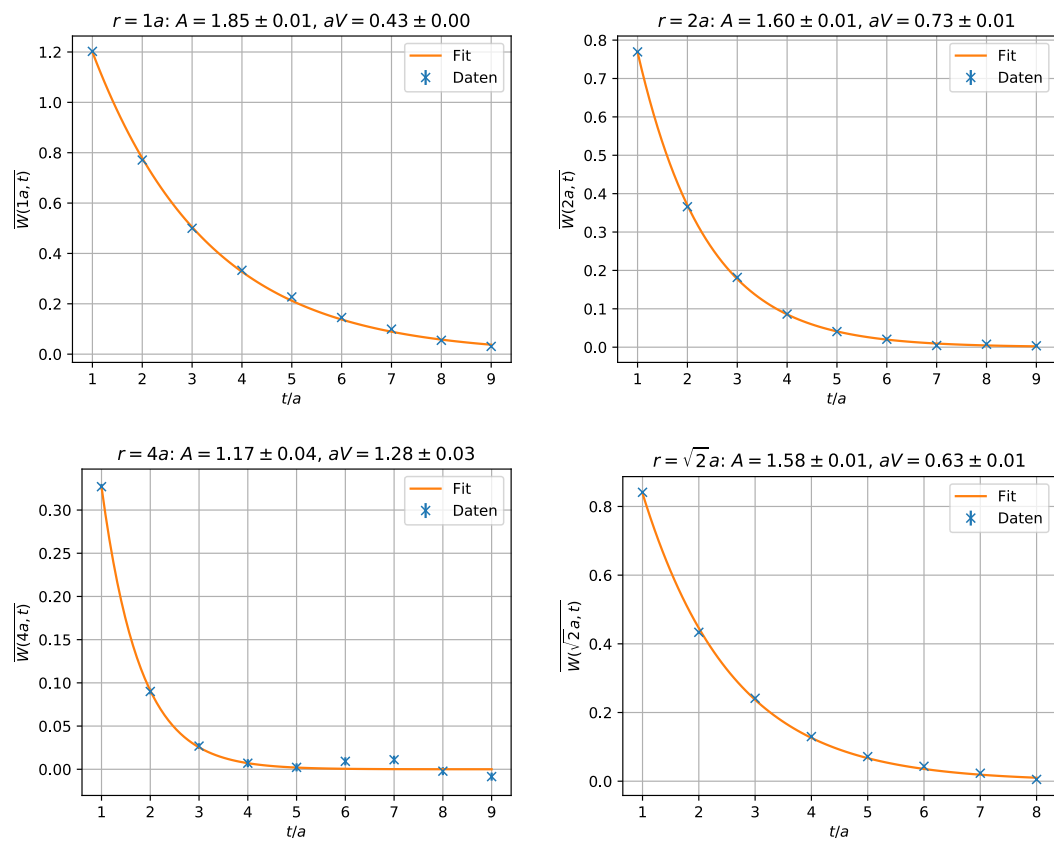 r = 1a: A = 1.85 ± 0.01, aV = 0.43 ± 0.00
1.2
1.0
0.8
0.6
0.4
0.2
0.0
W(1a, t)
Fit
Daten
1 2 3 4 5 6 7 8 9
t/a
r = 2a: A = 1.60 ± 0.01, aV = 0.73 ± 0.01
0.8
0.7
0.6
0.5
0.4
0.3
0.2
0.1
0.0
W(2a, t)
Fit
Daten
1 2 3 4 5 6 7 8 9
t/a
r = 4a: A = 1.17 ± 0.04, aV = 1.28 ± 0.03
0.30
0.25
0.20
0.15
0.10
0.05
0.00
W(4a, t)
Fit
Daten
1 2 3 4 5 6 7 8 9
t/a
r = √2a: A = 1.58 ± 0.01, aV = 0.63 ± 0.01
0.8
0.6
0.4
0.2
0.0
W(√2a, t)
Fit
Daten
1 2 3 4 5 6 7 8
t/a